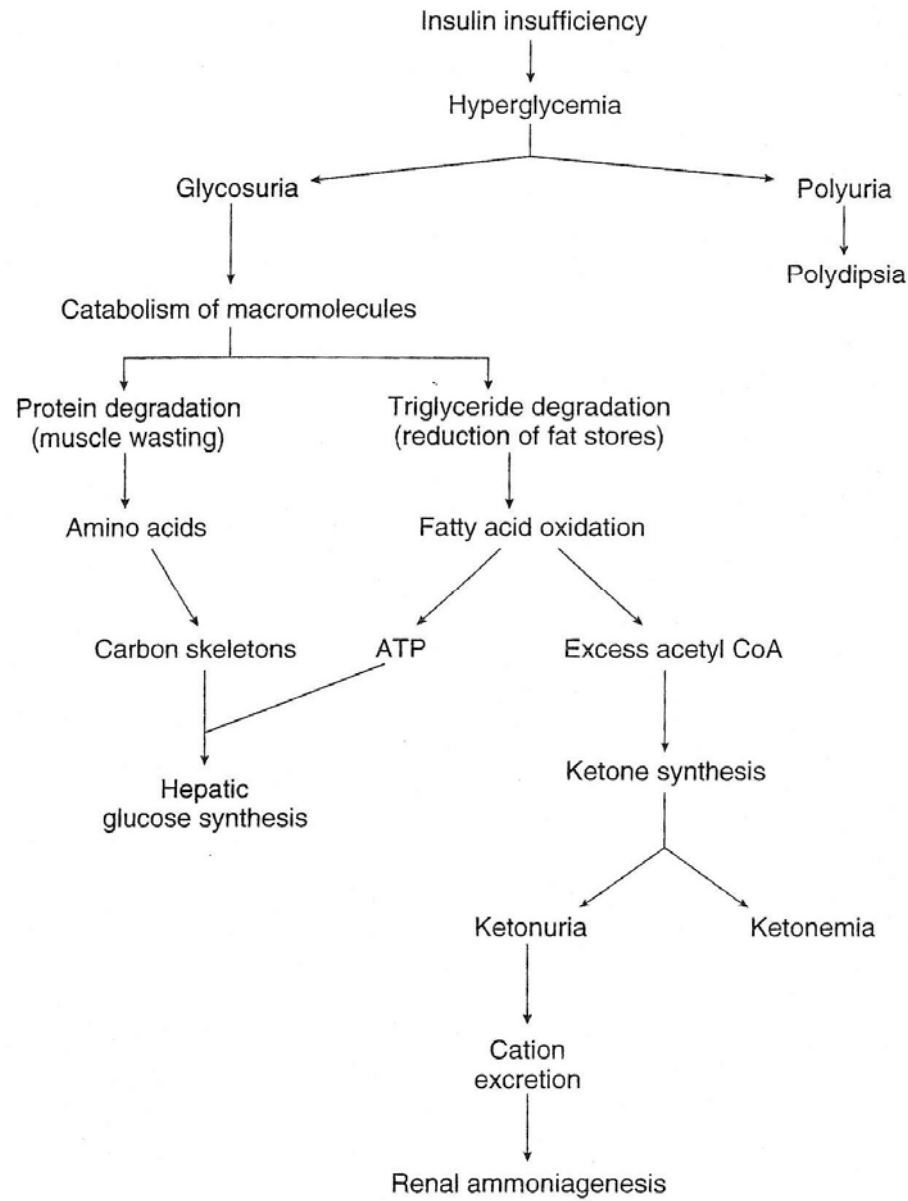 Insulin insufficiency
Hyperglycemia
Glycosuria
Polyuria
Polydipsia
Catabolism of macromolecules
Protein degradation
(muscle wasting)
Triglyceride degradation
(reduction of fat stores)
Amino acids
Fatty acid oxidation
Carbon skeletons
ATP
Excess acetyl CoA
Hepatic
glucose synthesis
Ketone synthesis
Ketonuria
Ketonemia
Cation
excretion
Renal ammoniagenesis